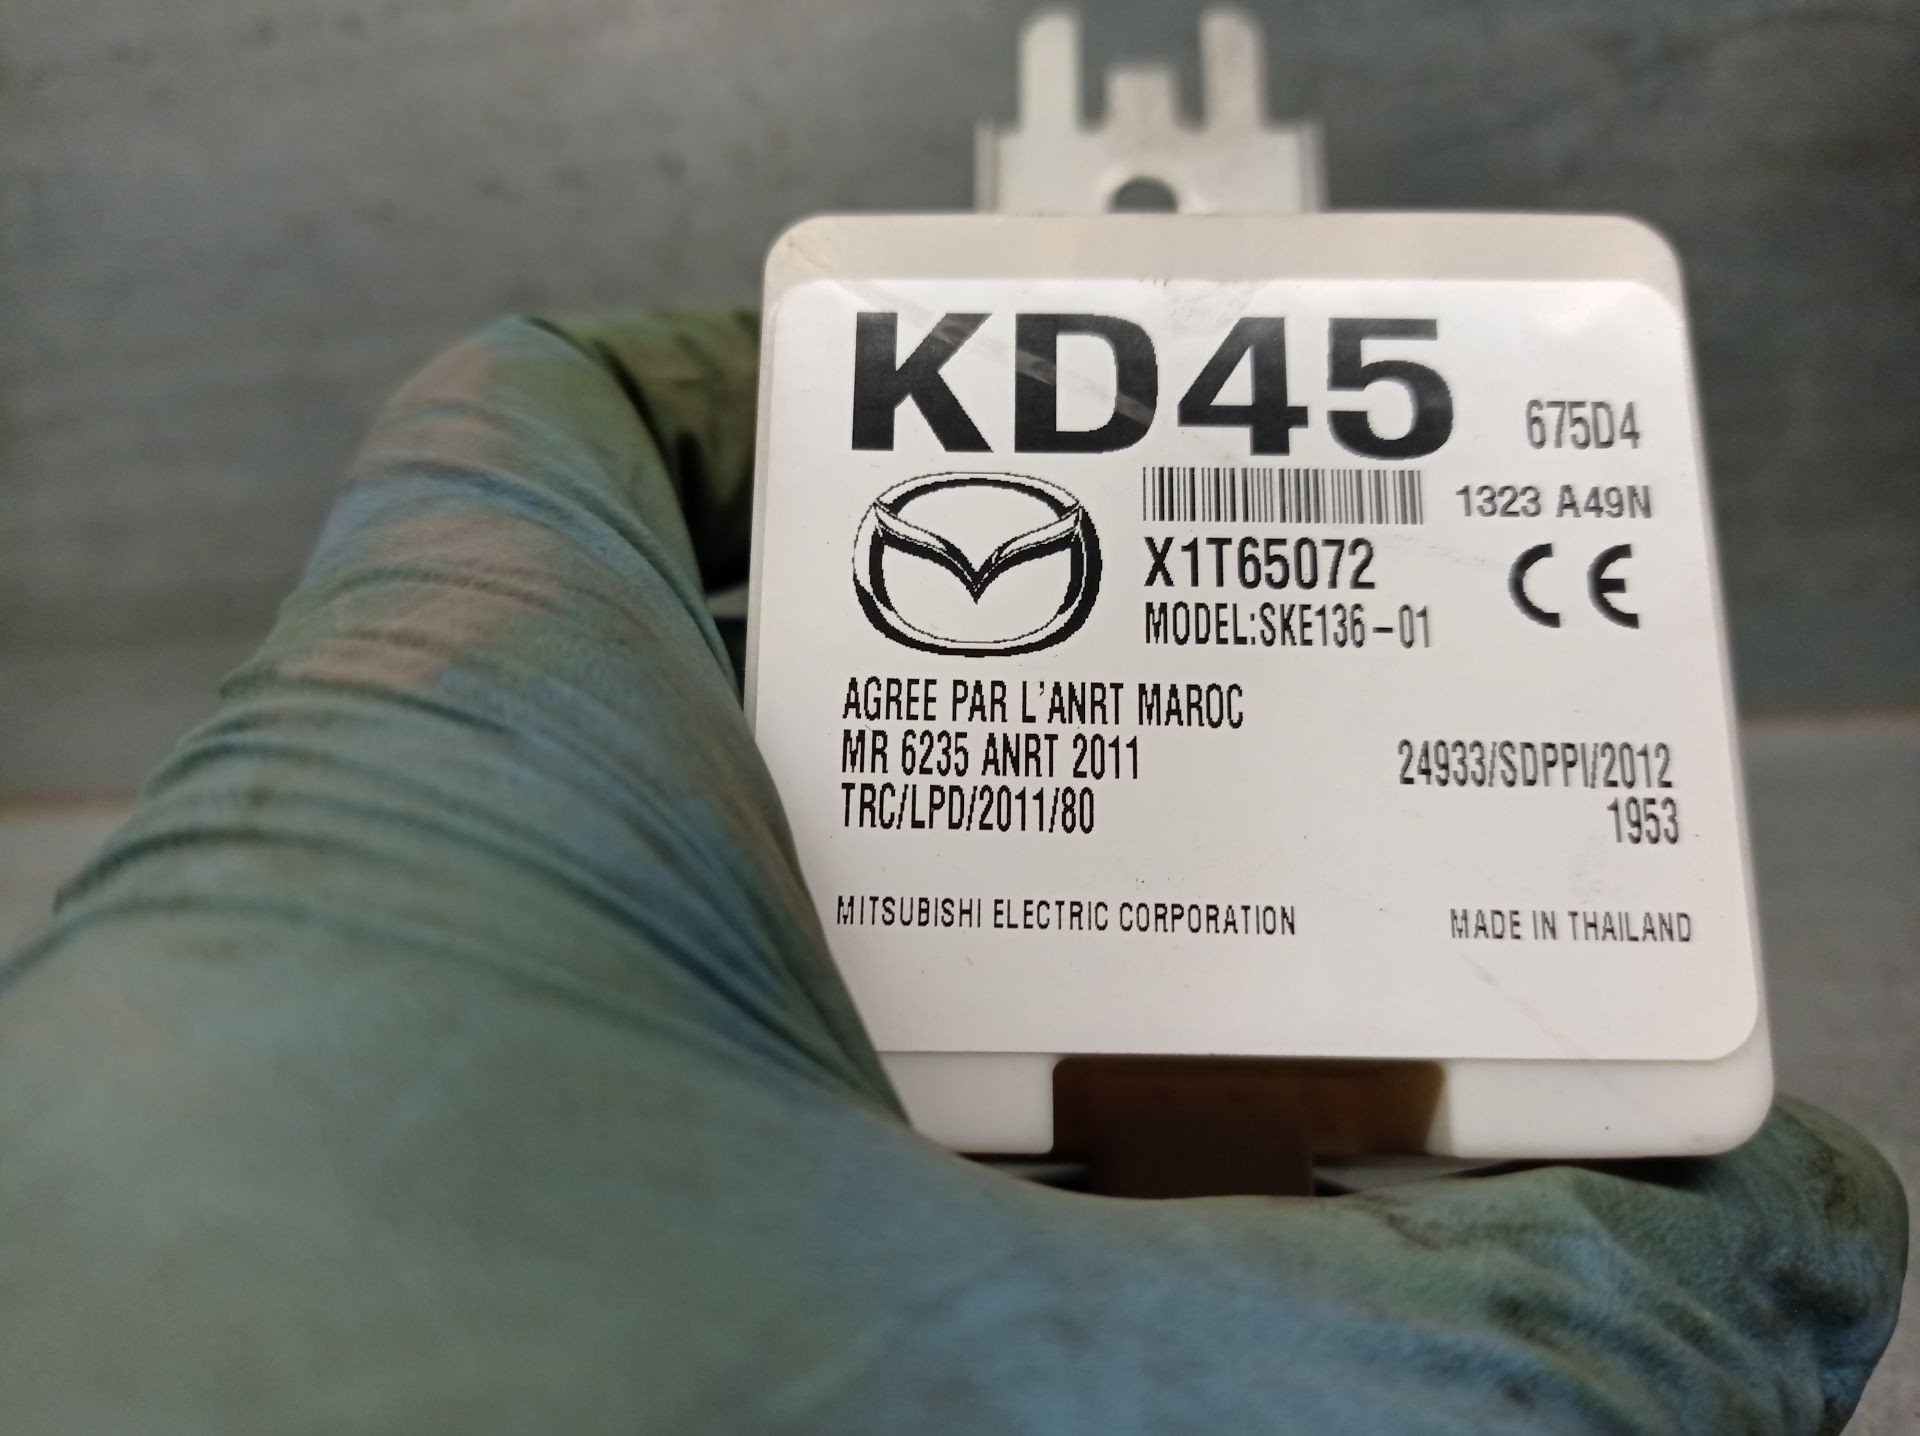 KD45
675D4
1323 A49N
X1T65072
MODEL:SKE136-01
CE
AGREE PAR L'ANRT MAROC
MR 6235 ANRT 2011
TRC/LPD/2011/80
24933/SDPPI/2012
1953
MITSUBISHI ELECTRIC CORPORATION
MADE IN THAILAND